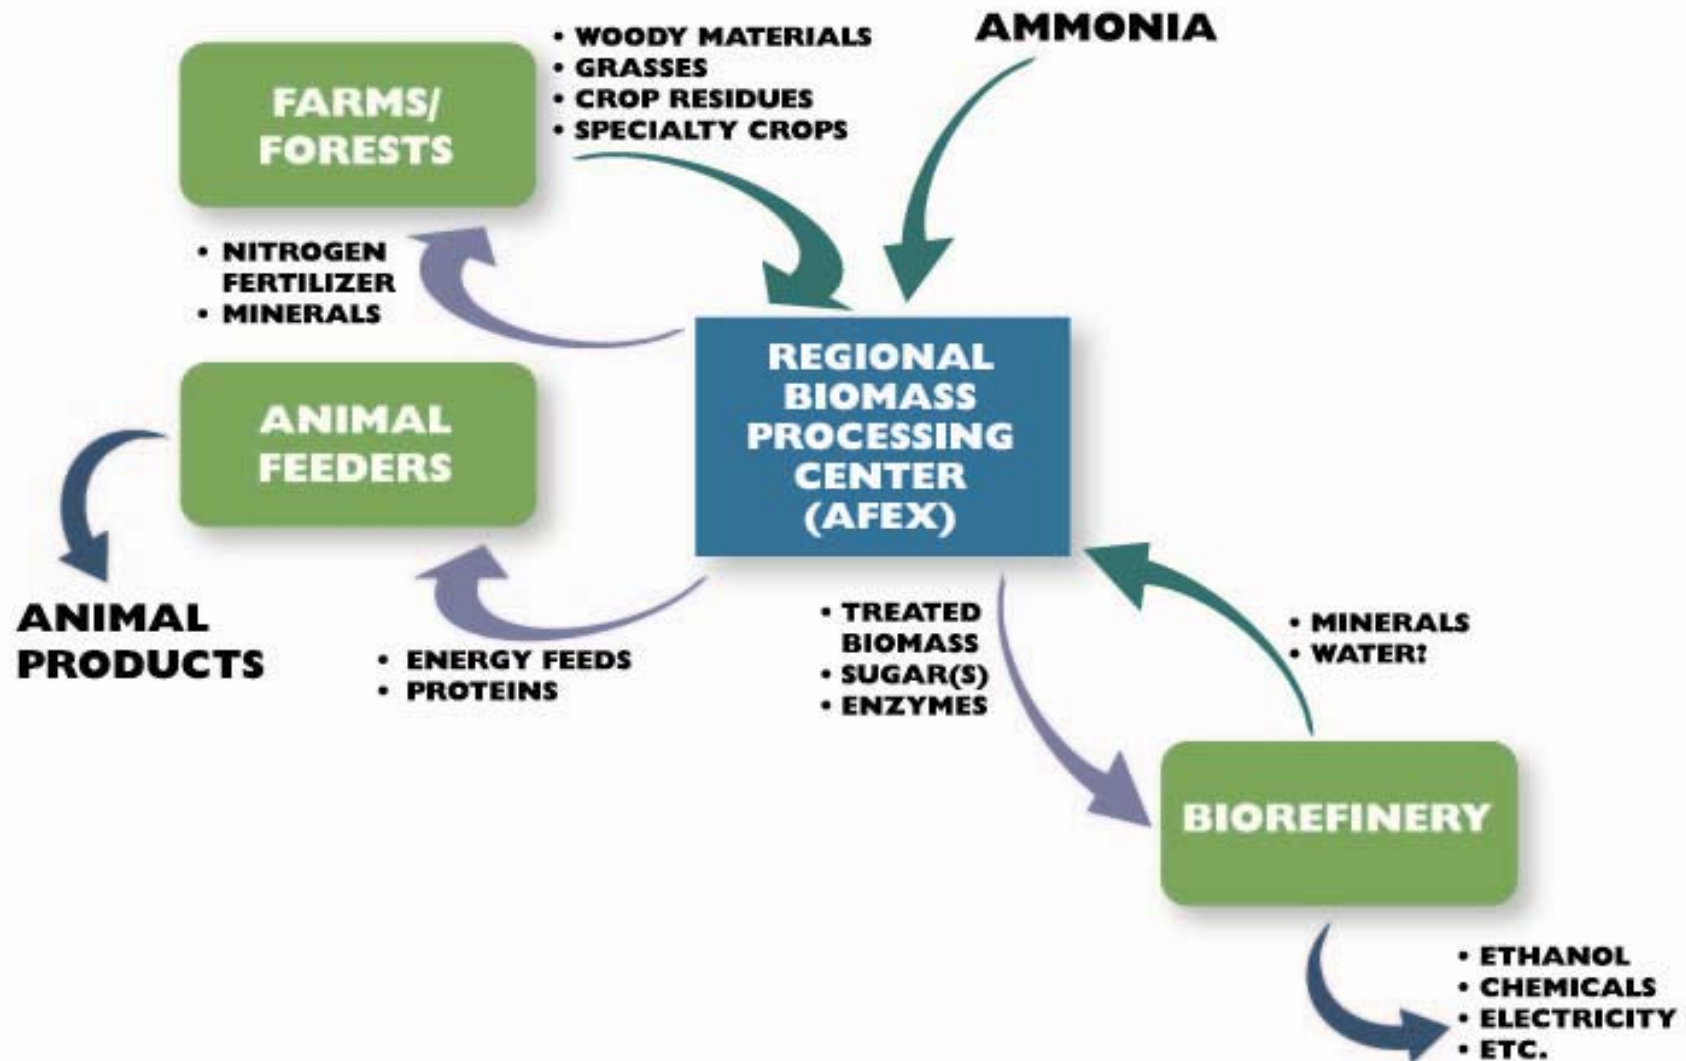 • WOODY MATERIALS
• GRASSES
• CROP RESIDUES
• SPECIALTY CROPS
AMMONIA
FARMS/
FORESTS
• NITROGEN
FERTILIZER
• MINERALS
REGIONAL
BIOMASS
PROCESSING
CENTER
(AFEX)
ANIMAL
FEEDERS
ANIMAL
PRODUCTS
• ENERGY FEEDS
• PROTEINS
• TREATED
BIOMASS
• SUGAR(S)
• ENZYMES
• MINERALS
• WATER?
BIOREFINERY
• ETHANOL
• CHEMICALS
• ELECTRICITY
• ETC.